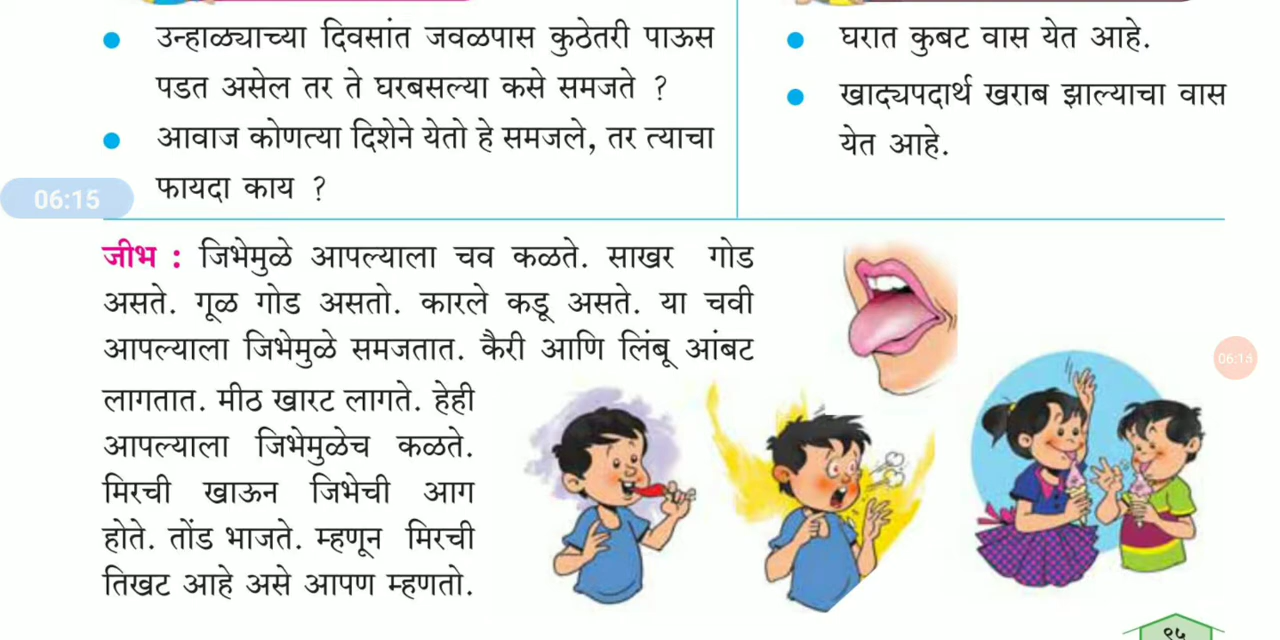 उन्हाळ्याच्या दिवसांत जवळपास कुठेतरी पाऊस
पडत असेल तर ते घरबसल्या कसे समजते ?
आवाज कोणत्या दिशेने येतो हे समजले, तर त्याचा
फायदा काय ?
घरात कुबट वास येत आहे.
खाद्यपदार्थ खराब झाल्याचा वास
येत आहे.
06:15
जीभ : जिभेमुळे आपल्याला चव कळते. साखर गोड
असते. गूळ गोड असतो. कारले कडू असते. या चवी
आपल्याला जिभेमुळे समजतात. कैरी आणि लिंबू आंबट
लागतात. मीठ खारट लागते. हेही
आपल्याला जिभेमुळेच कळते.
मिरची खाऊन जिभेची आग
होते. तोंड भाजते. म्हणून मिरची
तिखट आहे असे आपण म्हणतो.
९५